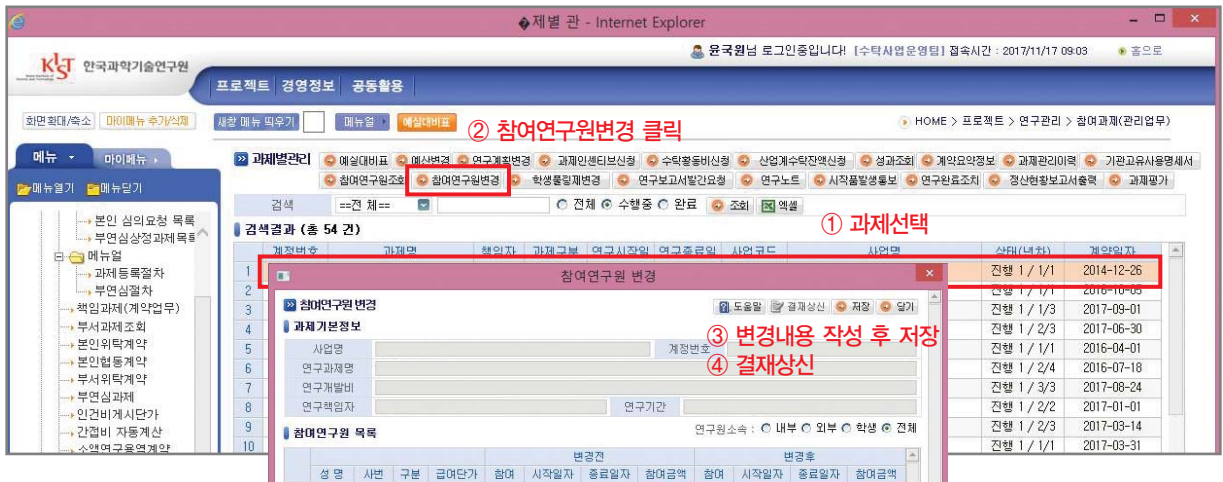 �제별 관 - Internet Explorer
윤국원님 로그인중입니다! [수탁사업운영팀] 접속시간 : 2017/11/17 09:03 홈으로
KIST 한국과학기술연구원
프로젝트 경영정보 공동활용
화면확대/축소 마이메뉴 추가/삭제 새창 메뉴 띄우기 메뉴얼 예실대비표
② 참여연구원변경 클릭
HOME > 프로젝트 > 연구관리 > 참여과제(관리업무)
메뉴 마이메뉴
메뉴열기 메뉴닫기
본인 심의요청 목록
부연심상정과제목록
메뉴얼
과제등록절차
부연심절차
책임과제(계약업무)
부서과제조회
본인위탁계약
본인협동계약
부서위탁계약
부연심과제
인건비게시단가
간접비 자동계산
소액연구용역계약
과제별관리 예실대비표 예산변경 연구계획변경 과제인센티브신청 수탁활동비신청 산업계수탁잔액신청 성과조회 계약요약정보 과제관리이력 기관고유사용명세서
참여연구원조회 참여연구원변경 학생풀링제변경 연구보고서발간요청 연구노트 시작품발생통보 연구완료조치 정산현황보고서출력 과제평가
검색 ==전 체== 전체 수행중 완료 조회 엑셀
검색결과 (총 54 건)
① 과제선택
계정번호 과제명 책임자 과제구분 연구시작일 연구종료일 사업코드 사업명 상태(년차) 계약일자
1 진행 1 / 1/1 2014-12-26
2 진행 1 / 1/1 2016-10-05
3 진행 1 / 1/3 2017-09-01
4 진행 1 / 2/3 2017-06-30
5 진행 1 / 1/1 2016-04-01
6 진행 1 / 2/4 2016-07-18
7 진행 1 / 3/3 2017-08-24
8 진행 1 / 2/2 2017-01-01
9 진행 1 / 2/3 2017-03-14
10 진행 1 / 1/1 2017-03-31
참여연구원 변경
참여연구원 변경 도움말 결재상신 저장 닫기
과제기본정보
③ 변경내용 작성 후 저장
④ 결재상신
사업명 계정번호
연구과제명
연구개발비
연구책임자 연구기간
참여연구원 목록 연구원소속 : 내부 외부 학생 전체
변경전 변경후
성 명 사번 구분 급여단가 참여 시작일자 종료일자 참여금액 참여 시작일자 종료일자 참여금액